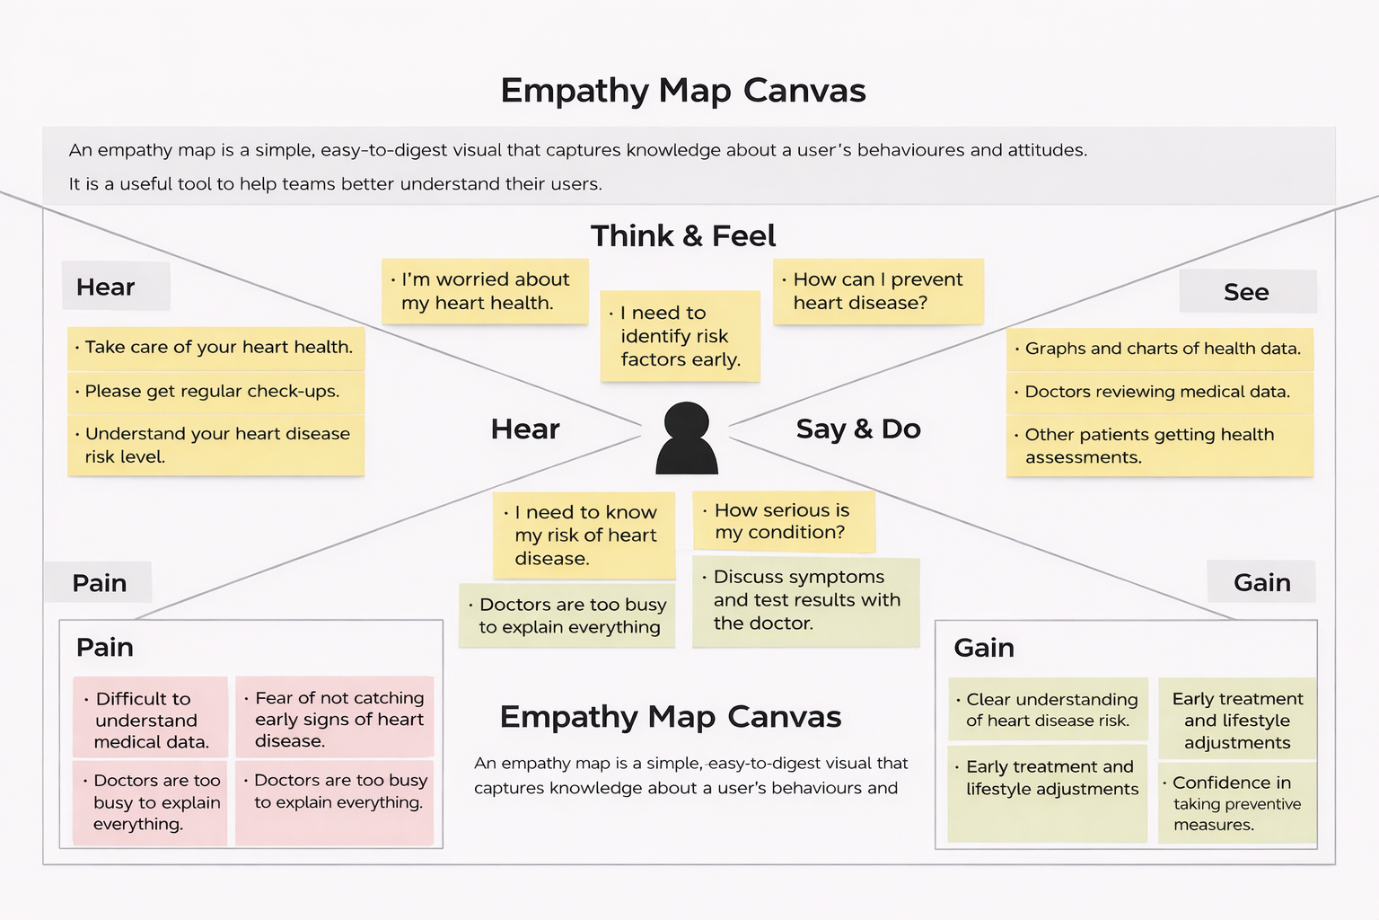 Empathy Map Canvas
An empathy map is a simple, easy-to-digest visual that captures knowledge about a user's behavioures and attitudes.
It is a useful tool to help teams better understand their users.
Think & Feel
Hear
· Take care of your heart health.
· Please get regular check-ups.
· Understand your heart disease
risk level.
· I'm worried about
my heart health.
· I need to
identify risk
factors early.
· How can I prevent
heart disease?
See
· Graphs and charts of health data.
· Doctors reviewing medical data.
· Other patients getting health
assessments.
Hear
Say & Do
· I need to know
my risk of heart
disease.
· Doctors are too busy
to explain everything
· How serious is
my condition?
· Discuss symptoms
and test results with
the doctor.
Pain
Pain
· Difficult to
understand
medical data.
· Fear of not catching
early signs of heart
disease.
· Doctors are too
busy to explain
everything.
· Doctors are too busy
to explain everything.
Empathy Map Canvas
An empathy map is a simple, easy-to-digest visual that
captures knowledge about a user's behaviours and
Gain
Gain
· Clear understanding
of heart disease risk.
· Early treatment and
lifestyle adjustments
Early treatment
and lifestyle
adjustments
· Confidence in
taking preventive
measures.